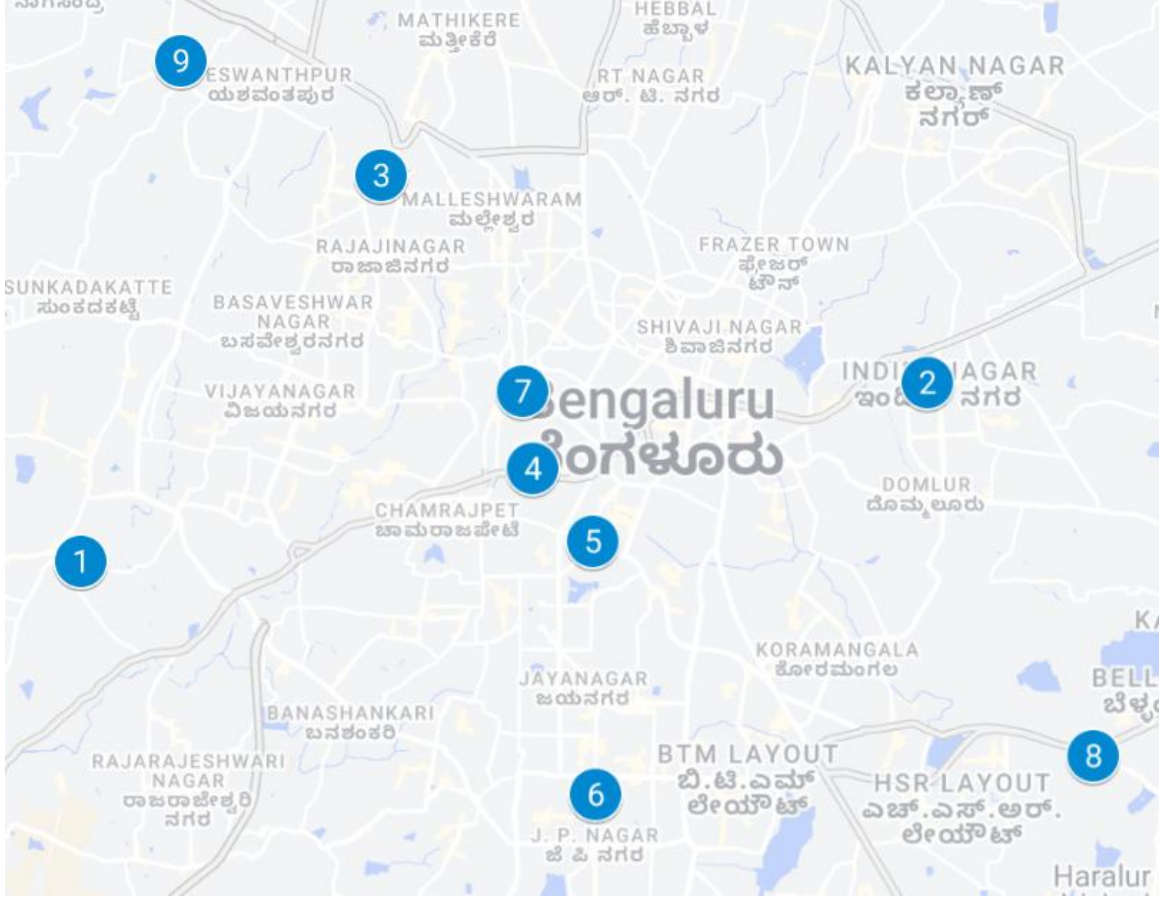 MATHIKERE
ಮತ್ತೀಕೆರೆ
HEBBAL
ಹೆಬ್ಬಾಳ
9
ESWANTHPUR
ಯಶವಂತಪುರ
RT NAGAR
ಆರ್. ಟಿ. ನಗರ
KALYAN NAGAR
ಕಲ್ಯಾಣ್
ನಗರ್
3
MALLESHWARAM
ಮಲ್ಲೇಶ್ವರ
RAJAJINAGAR
ರಾಜಾಜಿನಗರ
FRAZER TOWN
ಫ್ರೇಜರ್
ಟೌನ್
SUNKADAKATTE
ಸುಂಕದಕಟ್ಟೆ
BASAVESHWAR
NAGAR
ಬಸವೇಶ್ವರನಗರ
SHIVAJI NAGAR
ಶಿವಾಜಿನಗರ
VIJAYANAGAR
ವಿಜಯನಗರ
7
Bengaluru
ಬೆಂಗಳೂರು
2
NAGAR
ನಗರ
4
CHAMRAJPET
ಚಾಮರಾಜಪೇಟೆ
DOMLUR
ದೊಮ್ಮಲೂರು
1
5
KORAMANGALA
ಕೋರಮಂಗಲ
JAYANAGAR
ಜಯನಗರ
BELL
BANASHANKARI
ಬನಶಂಕರಿ
RAJARAJESHWARI
NAGAR
ರಾಜರಾಜೇಶ್ವರಿ
ನಗರ
BTM LAYOUT
ಬಿ.ಟಿ.ಎಮ್
ಲೇಯೌಟ್
8
HSR LAYOUT
ಎಚ್.ಎಸ್.ಅರ್.
ಲೇಯೌಟ್
6
J. P. NAGAR
ಜೆ ಪಿ ನಗರ
Haralur